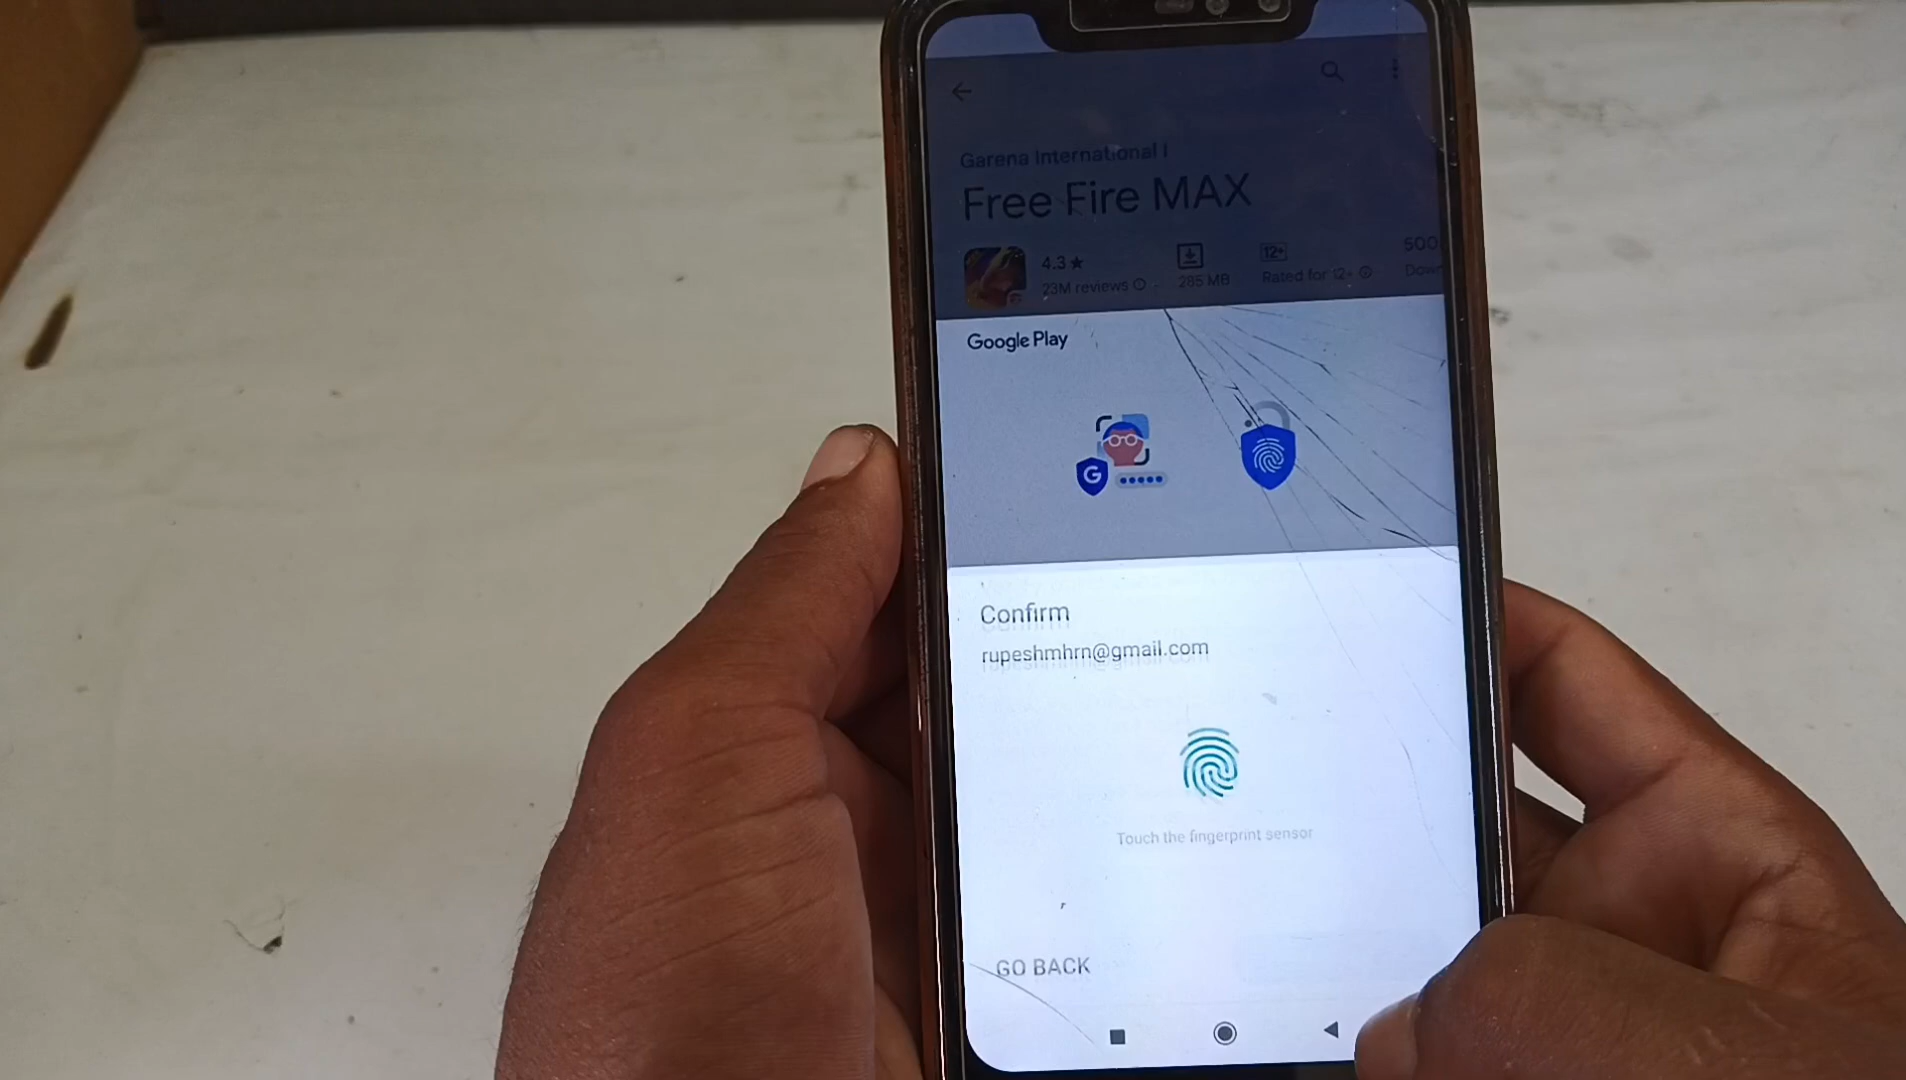 Garena International I
Free Fire MAX
4.3★
23M reviews
285 MB
12+
Rated for 12+
500
Down
Google Play
G
Confirm
rupeshmhrn@gmail.com
Touch the fingerprint sensor
GO BACK